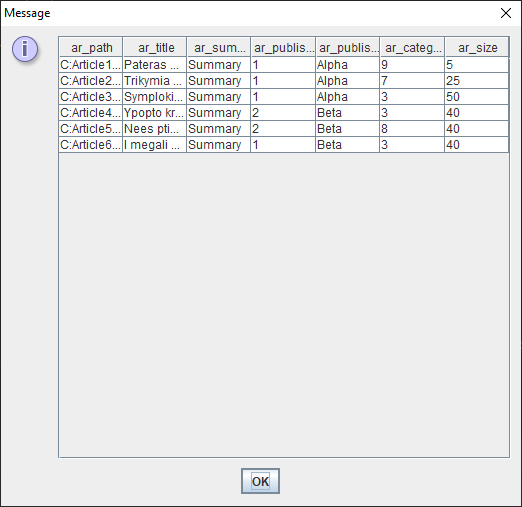 Message
ar_path ar_title ar_sum... ar_publis... ar_publis... ar_categ... ar_size
C:Article1... Pateras ... Summary 1 Alpha 9 5
C:Article2... Trikymia ... Summary 1 Alpha 7 25
C:Article3... Symploki... Summary 1 Alpha 3 50
C:Article4... Ypopto kr... Summary 2 Beta 3 40
C:Article5... Nees pti... Summary 2 Beta 8 40
C:Article6... I megali ... Summary 1 Beta 3 40
OK